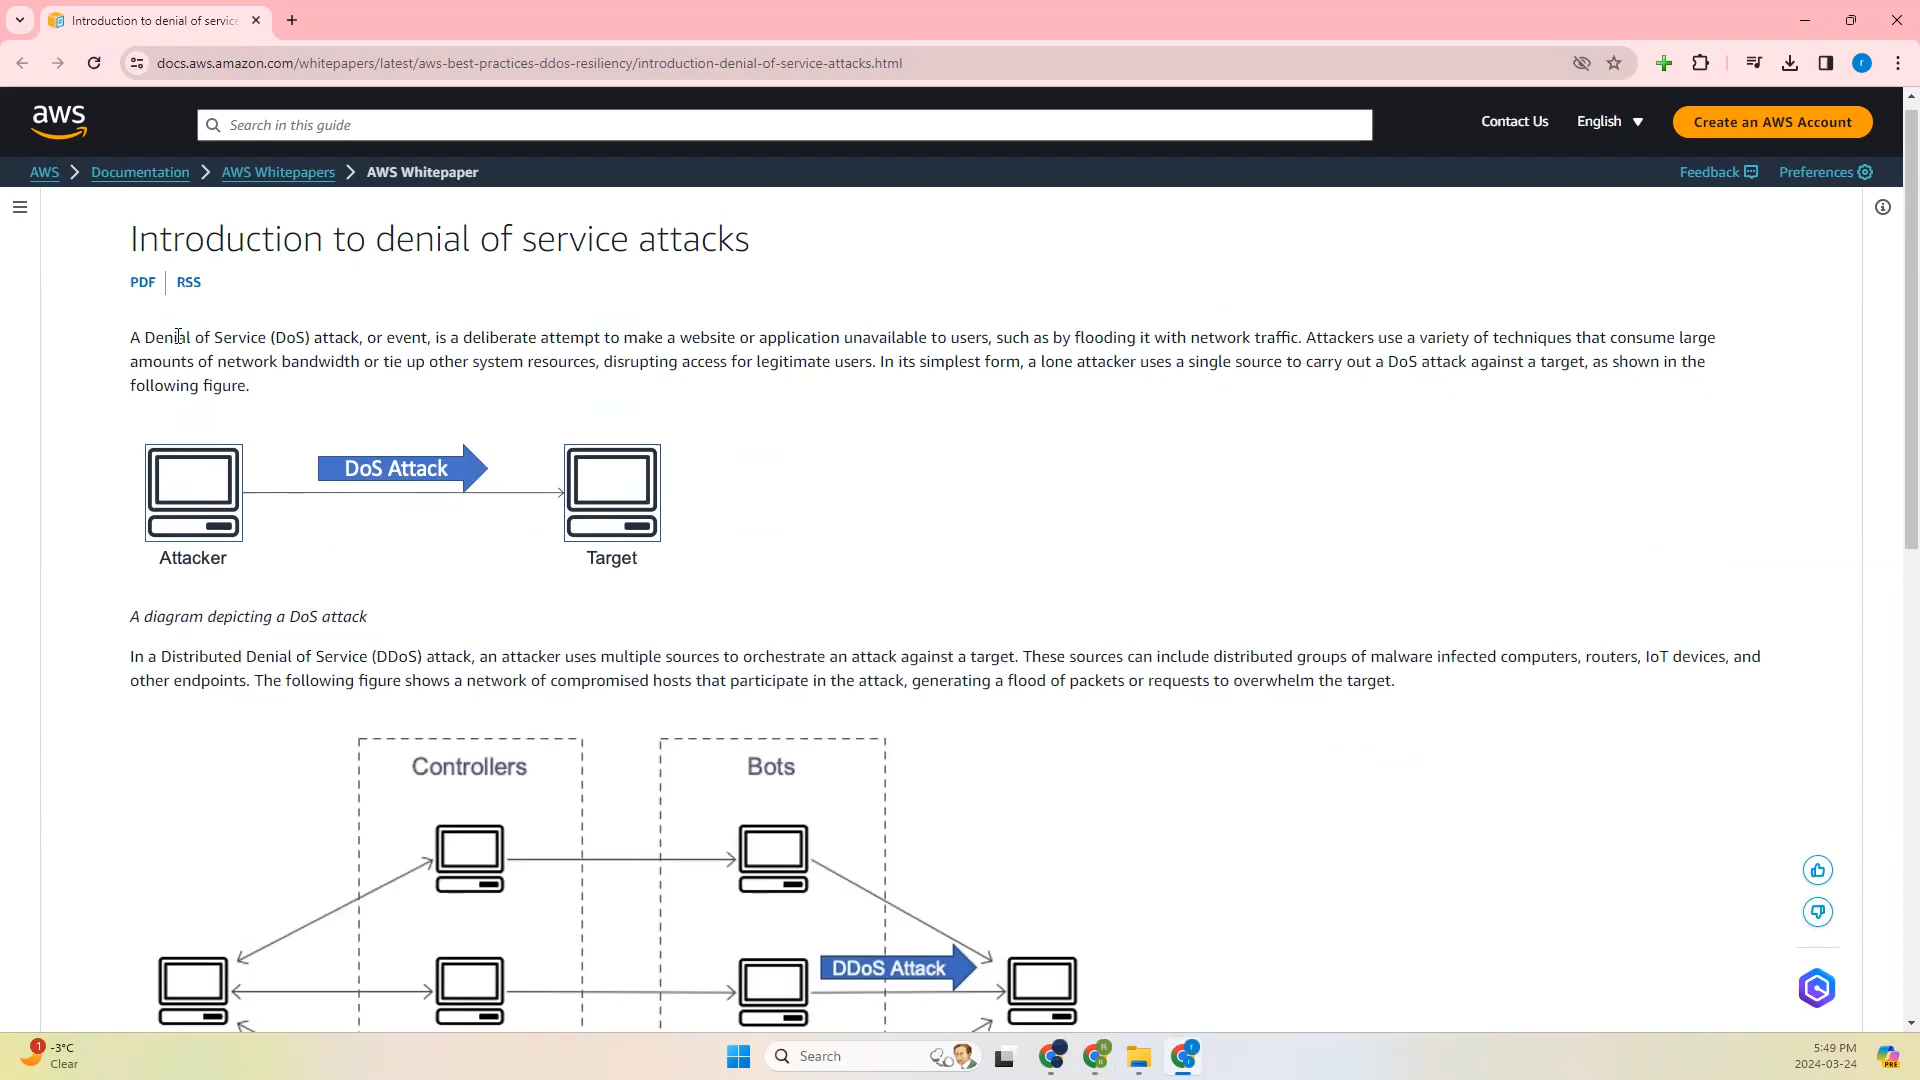 Introduction to denial of service
docs.aws.amazon.com/whitepapers/latest/aws-best-practices-ddos-resiliency/introduction-denial-of-service-attacks.html
r
aws
Search in this guide
Contact Us
English
Create an AWS Account
AWS
Documentation
AWS Whitepapers
AWS Whitepaper
Feedback
Preferences
Introduction to denial of service attacks
PDF
RSS
A Denial of Service (DoS) attack, or event, is a deliberate attempt to make a website or application unavailable to users, such as by flooding it with network traffic. Attackers use a variety of techniques that consume large
amounts of network bandwidth or tie up other system resources, disrupting access for legitimate users. In its simplest form, a lone attacker uses a single source to carry out a DoS attack against a target, as shown in the
following figure.
DoS Attack
Attacker
Target
A diagram depicting a DoS attack
In a Distributed Denial of Service (DDoS) attack, an attacker uses multiple sources to orchestrate an attack against a target. These sources can include distributed groups of malware infected computers, routers, IoT devices, and
other endpoints. The following figure shows a network of compromised hosts that participate in the attack, generating a flood of packets or requests to overwhelm the target.
Controllers
Bots
DDoS Attack
1
-3°C
Clear
Search
5:49 PM
2024-03-24
PRE